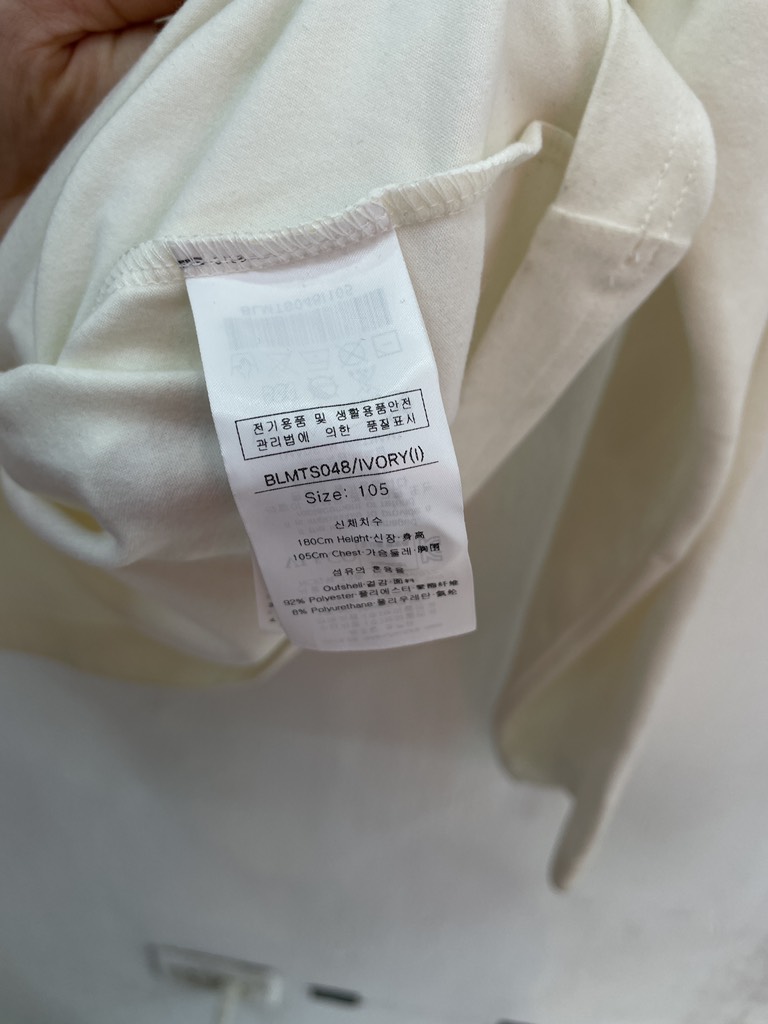 전기용품 및 생활용품안전
관리법에 의한 품질표시
BLMTS048/IVORY(I)
Size: 105
신체치수
180Cm Height·신장·身高
105Cm Chest·가슴둘레·胸围
섬유의 혼용율
Outshell·겉감·面料
92% Polyester·폴리에스터·聚酯纤维
8% Polyurethane·폴리우레탄·氨纶